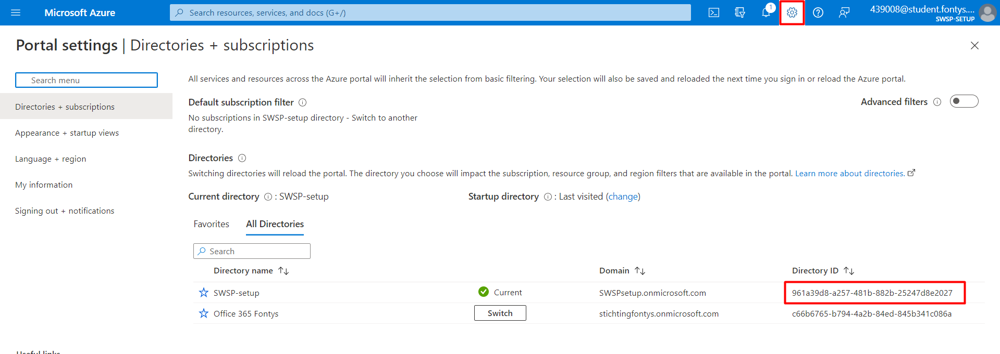 Microsoft Azure
Search resources, services, and docs (G+/)
1
439008@student.fontys....
SWSP-SETUP
Portal settings | Directories + subscriptions
Search menu
Directories + subscriptions
Appearance + startup views
Language + region
My information
Signing out + notifications
All services and resources across the Azure portal will inherit the selection from basic filtering. Your selection will also be saved and reloaded the next time you sign in or reload the Azure portal.
Default subscription filter
Advanced filters
No subscriptions in SWSP-setup directory - Switch to another
directory.
Directories
Switching directories will reload the portal. The directory you choose will impact the subscription, resource group, and region filters that are available in the portal. Learn more about directories.
Current directory : SWSP-setup
Startup directory : Last visited (change)
Favorites
All Directories
Search
Directory name
Domain
Directory ID
SWSP-setup
Current
SWSPsetup.onmicrosoft.com
961a39d8-a257-481b-882b-25247d8e2027
Office 365 Fontys
Switch
stichtingfontys.onmicrosoft.com
c66b6765-b794-4a2b-84ed-845b341c086a
Useful links